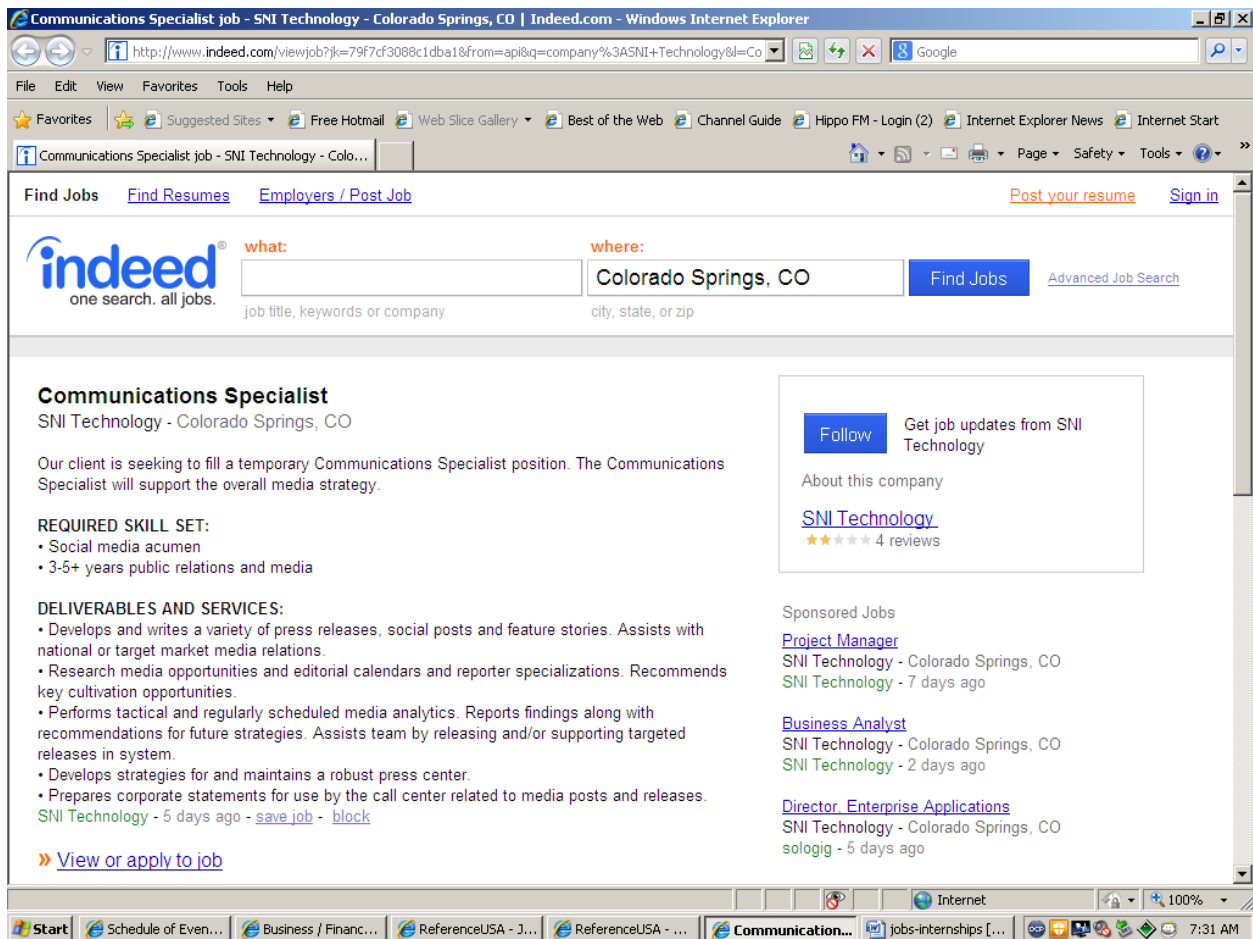 Communications Specialist job - SNI Technology - Colorado Springs, CO | Indeed.com - Windows Internet Explorer
http://www.indeed.com/viewjob?jk=79f7cf3088c1dba1&from=api&q=company%3ASNI+Technology&l=Co
Google
File Edit View Favorites Tools Help
Favorites Suggested Sites Free Hotmail Web Slice Gallery Best of the Web Channel Guide Hippo FM - Login (2) Internet Explorer News Internet Start
Communications Specialist job - SNI Technology - Colo... Page Safety Tools
Find Jobs Find Resumes Employers / Post Job Post your resume Sign in
what: where:
indeed®
one search. all jobs.
Colorado Springs, CO Find Jobs Advanced Job Search
job title, keywords or company city, state, or zip
Communications Specialist
SNI Technology - Colorado Springs, CO
Our client is seeking to fill a temporary Communications Specialist position. The Communications
Specialist will support the overall media strategy.
REQUIRED SKILL SET:
• Social media acumen
• 3-5+ years public relations and media
DELIVERABLES AND SERVICES:
• Develops and writes a variety of press releases, social posts and feature stories. Assists with
national or target market media relations.
• Research media opportunities and editorial calendars and reporter specializations. Recommends
key cultivation opportunities.
• Performs tactical and regularly scheduled media analytics. Reports findings along with
recommendations for future strategies. Assists team by releasing and/or supporting targeted
releases in system.
• Develops strategies for and maintains a robust press center.
• Prepares corporate statements for use by the call center related to media posts and releases.
SNI Technology - 5 days ago - save job - block
» View or apply to job
Follow
Get job updates from SNI
Technology
About this company
SNI Technology
4 reviews
Sponsored Jobs
Project Manager
SNI Technology - Colorado Springs, CO
SNI Technology - 7 days ago
Business Analyst
SNI Technology - Colorado Springs, CO
SNI Technology - 2 days ago
Director, Enterprise Applications
SNI Technology - Colorado Springs, CO
sologig - 5 days ago
Internet 100%
Start Schedule of Even... Business / Financ... ReferenceUSA - J... ReferenceUSA - ... Communication... jobs-internships [... 7:31 AM